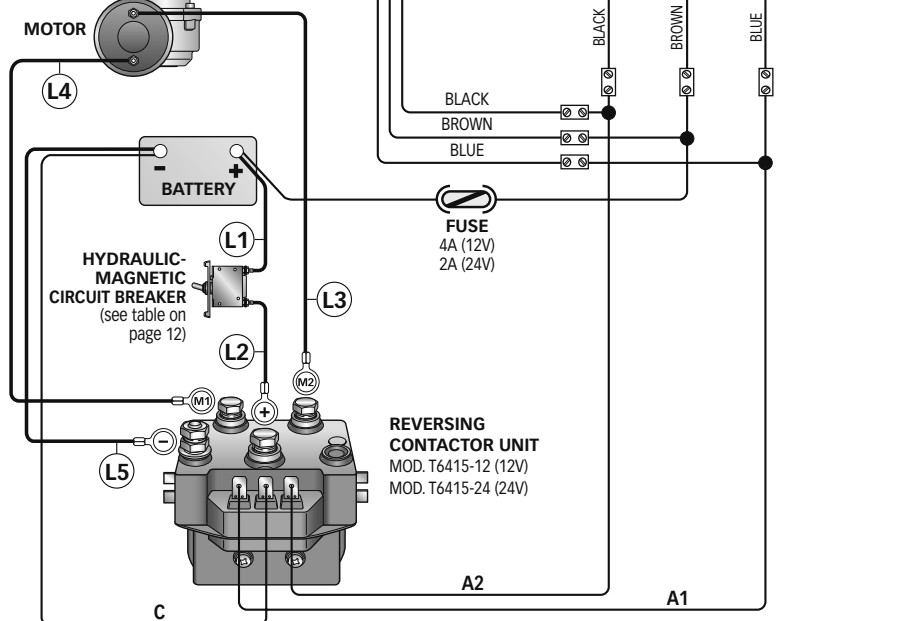 MOTOR
L4
BLACK
BROWN
BLUE
BLACK
BROWN
BLUE
-
+
BATTERY
FUSE
4A (12V)
2A (24V)
L1
HYDRAULIC-
MAGNETIC
CIRCUIT BREAKER
(see table on
page 12)
L3
L2
M2
M1
+
-
L5
REVERSING
CONTACTOR UNIT
MOD. T6415-12 (12V)
MOD. T6415-24 (24V)
A2
A1
C